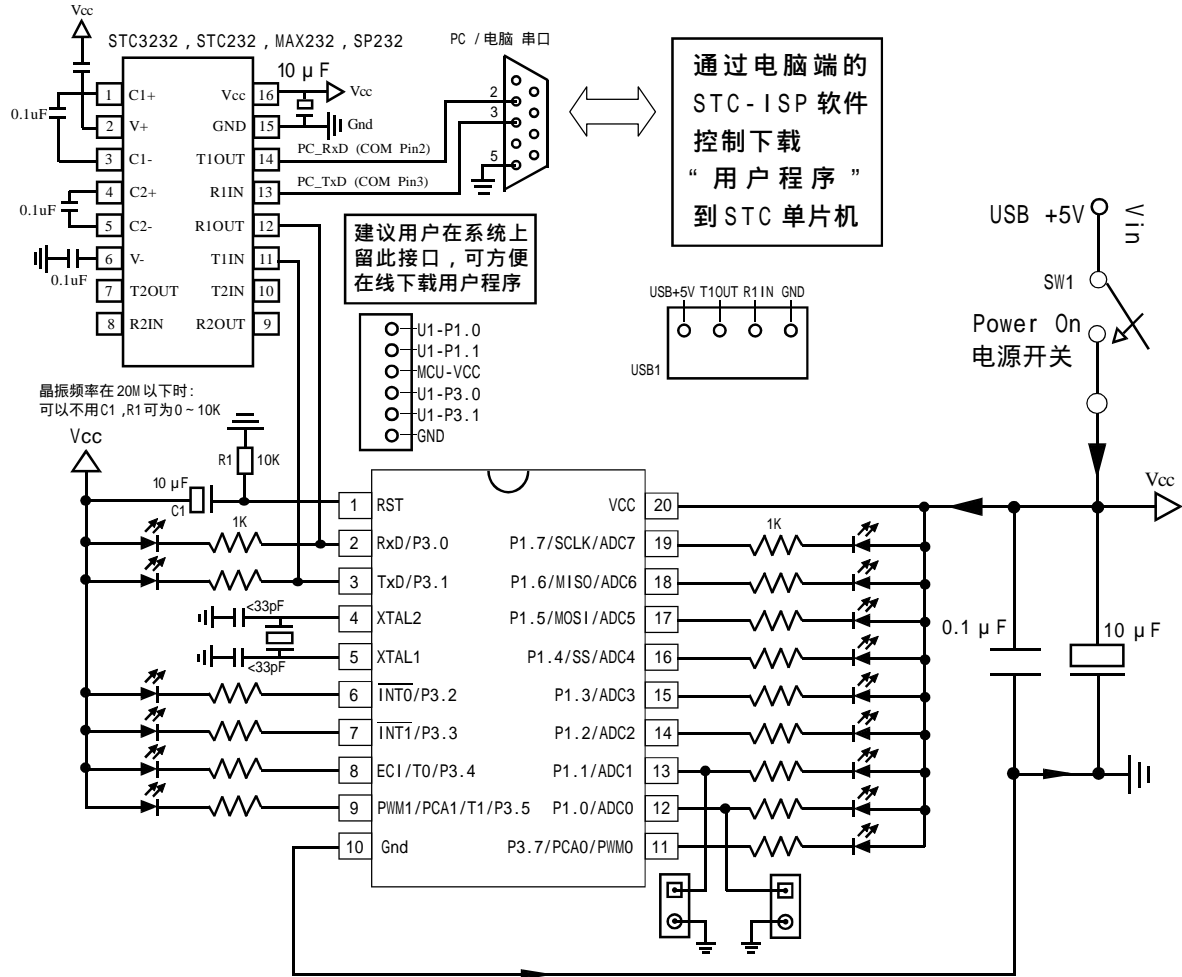 Vcc
STC3232 , STC232 , MAX232 , SP232
PC / 电脑 串口
10 μF
1 C1+
Vcc 16
Vcc
0.1uF
2 V+
GND 15
Gnd
3 C1-
T1OUT 14
PC_RxD (COM Pin2)
4 C2+
R1IN 13
PC_TxD (COM Pin3)
0.1uF
5 C2-
R1OUT 12
6 V-
T1IN 11
0.1uF
7 T2OUT
T2IN 10
8 R2IN
R2OUT 9
2
3
5
通过电脑端的
STC-ISP 软件
控制下载
“ 用户程序 ”
到 STC 单片机
建议用户在系统上
留此接口 , 可方便
在线下载用户程序
U1-P1.0
U1-P1.1
MCU-VCC
U1-P3.0
U1-P3.1
GND
USB+5V T1OUT R1IN GND
USB1
USB +5V
Vin
SW1
Power On
电源开关
Vcc
晶振频率在 20M 以下时:
可以不用C1 ,R1可为0 ~ 10K
Vcc
R1 10K
10 μF
C1
1K
<33pF
<33pF
1 RST
2 RxD/P3.0
3 TxD/P3.1
4 XTAL2
5 XTAL1
6 INT0/P3.2
7 INT1/P3.3
8 ECI/T0/P3.4
9 PWM1/PCA1/T1/P3.5
10 Gnd
VCC 20
P1.7/SCLK/ADC7 19
P1.6/MISO/ADC6 18
P1.5/MOSI/ADC5 17
P1.4/SS/ADC4 16
P1.3/ADC3 15
P1.2/ADC2 14
P1.1/ADC1 13
P1.0/ADC0 12
P3.7/PCA0/PWM0 11
1K
0.1 μF
10 μF